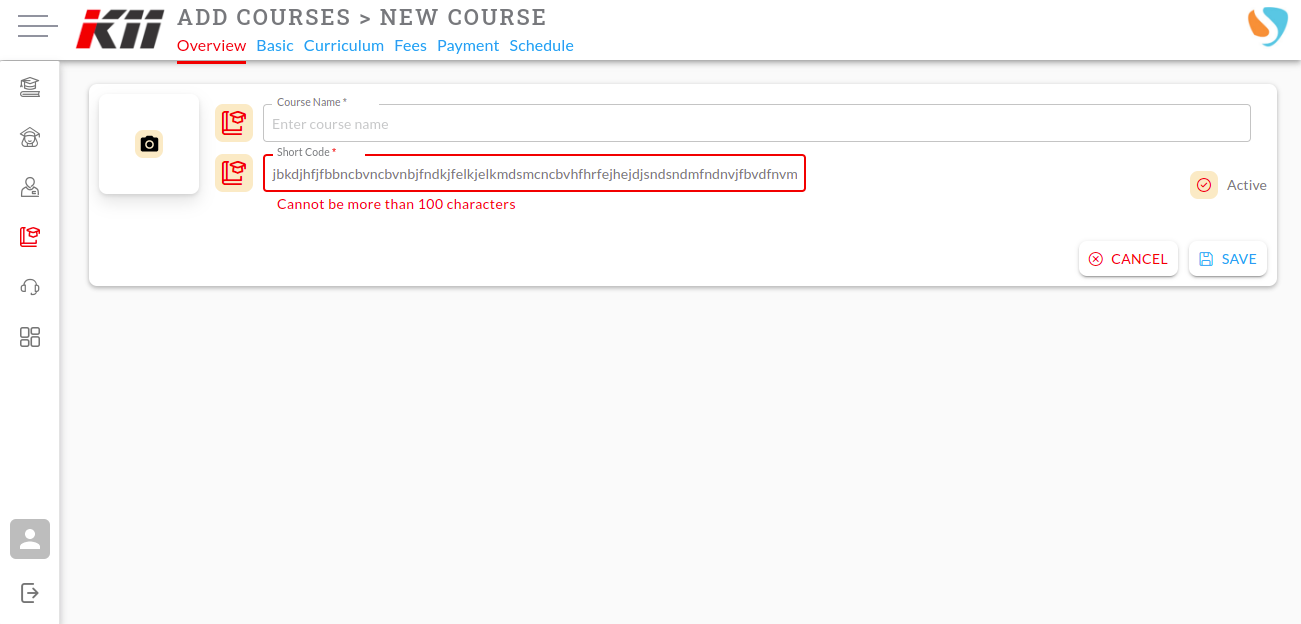 KII
ADD COURSES > NEW COURSE
Overview Basic Curriculum Fees Payment Schedule
Course Name *
Enter course name
Short Code *
jbkdjhfjfbbncbvncbvnbjfndkjfelkjelkmdsmcncbvhfhrfejhejdjsndsndmfndnvjfbvdfnvm
Cannot be more than 100 characters
Active
CANCEL SAVE